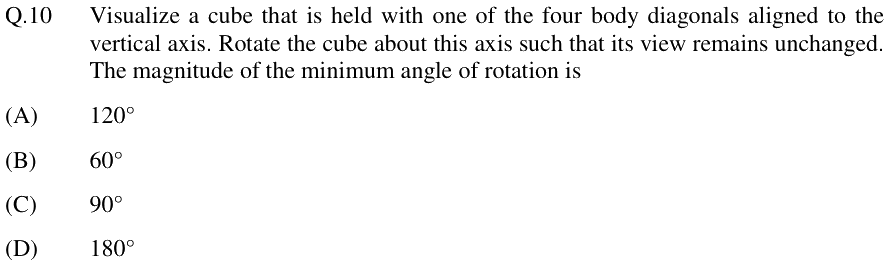 Q.10 Visualize a cube that is held with one of the four body diagonals aligned to the
vertical axis. Rotate the cube about this axis such that its view remains unchanged.
The magnitude of the minimum angle of rotation is
(A) 120°
(B) 60°
(C) 90°
(D) 180°